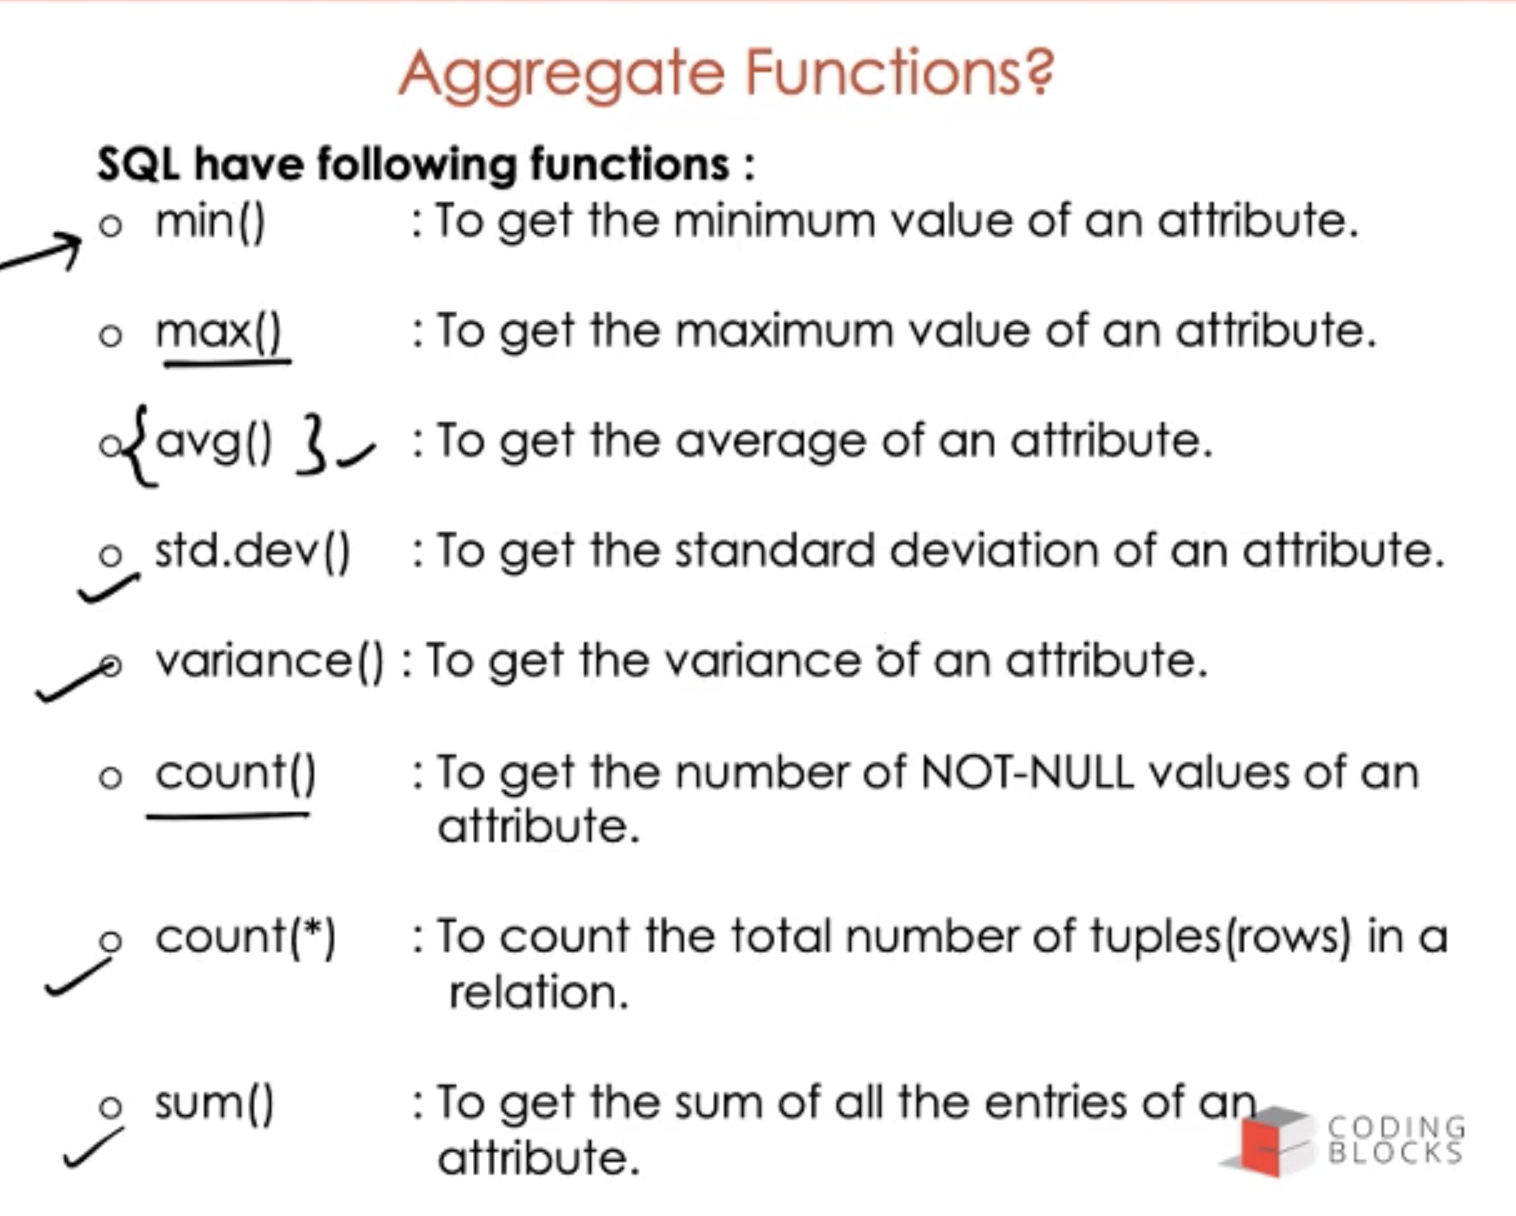 Aggregate Functions?
SQL have following functions :
o min() : To get the minimum value of an attribute.
o max() : To get the maximum value of an attribute.
o { avg() } : To get the average of an attribute.
o std.dev() : To get the standard deviation of an attribute.
o variance() : To get the variance of an attribute.
o count() : To get the number of NOT-NULL values of an
attribute.
o count(*) : To count the total number of tuples(rows) in a
relation.
o sum() : To get the sum of all the entries of an
attribute.
CODING
BLOCKS